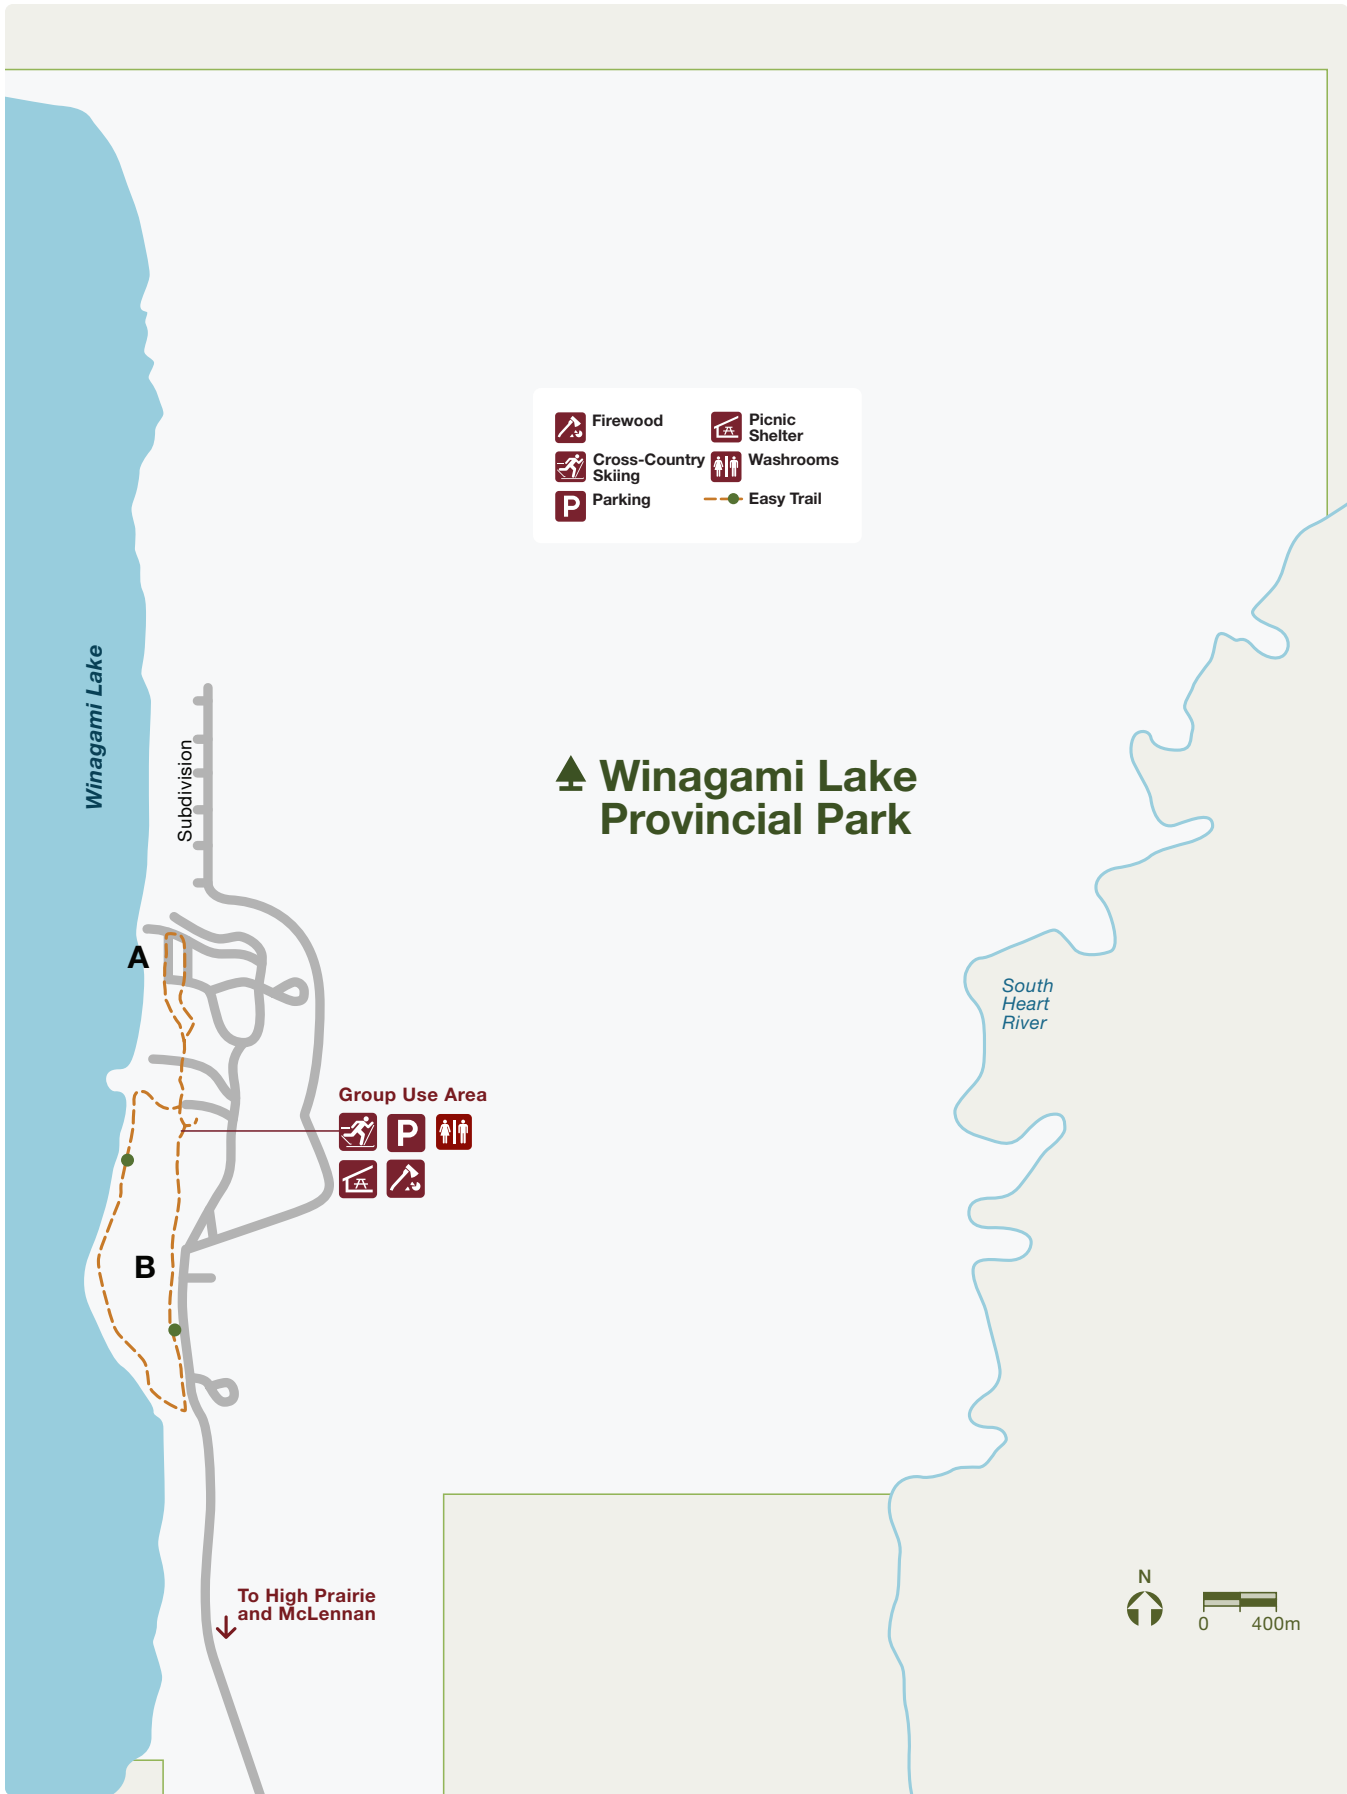 Firewood
Picnic
Shelter
Cross-Country
Skiing
Washrooms
P
Parking
Easy Trail
Winagami Lake
Subdivision
Winagami Lake
Provincial Park
A
South
Heart
River
Group Use Area
P
B
To High Prairie
and McLennan
N
0 400m